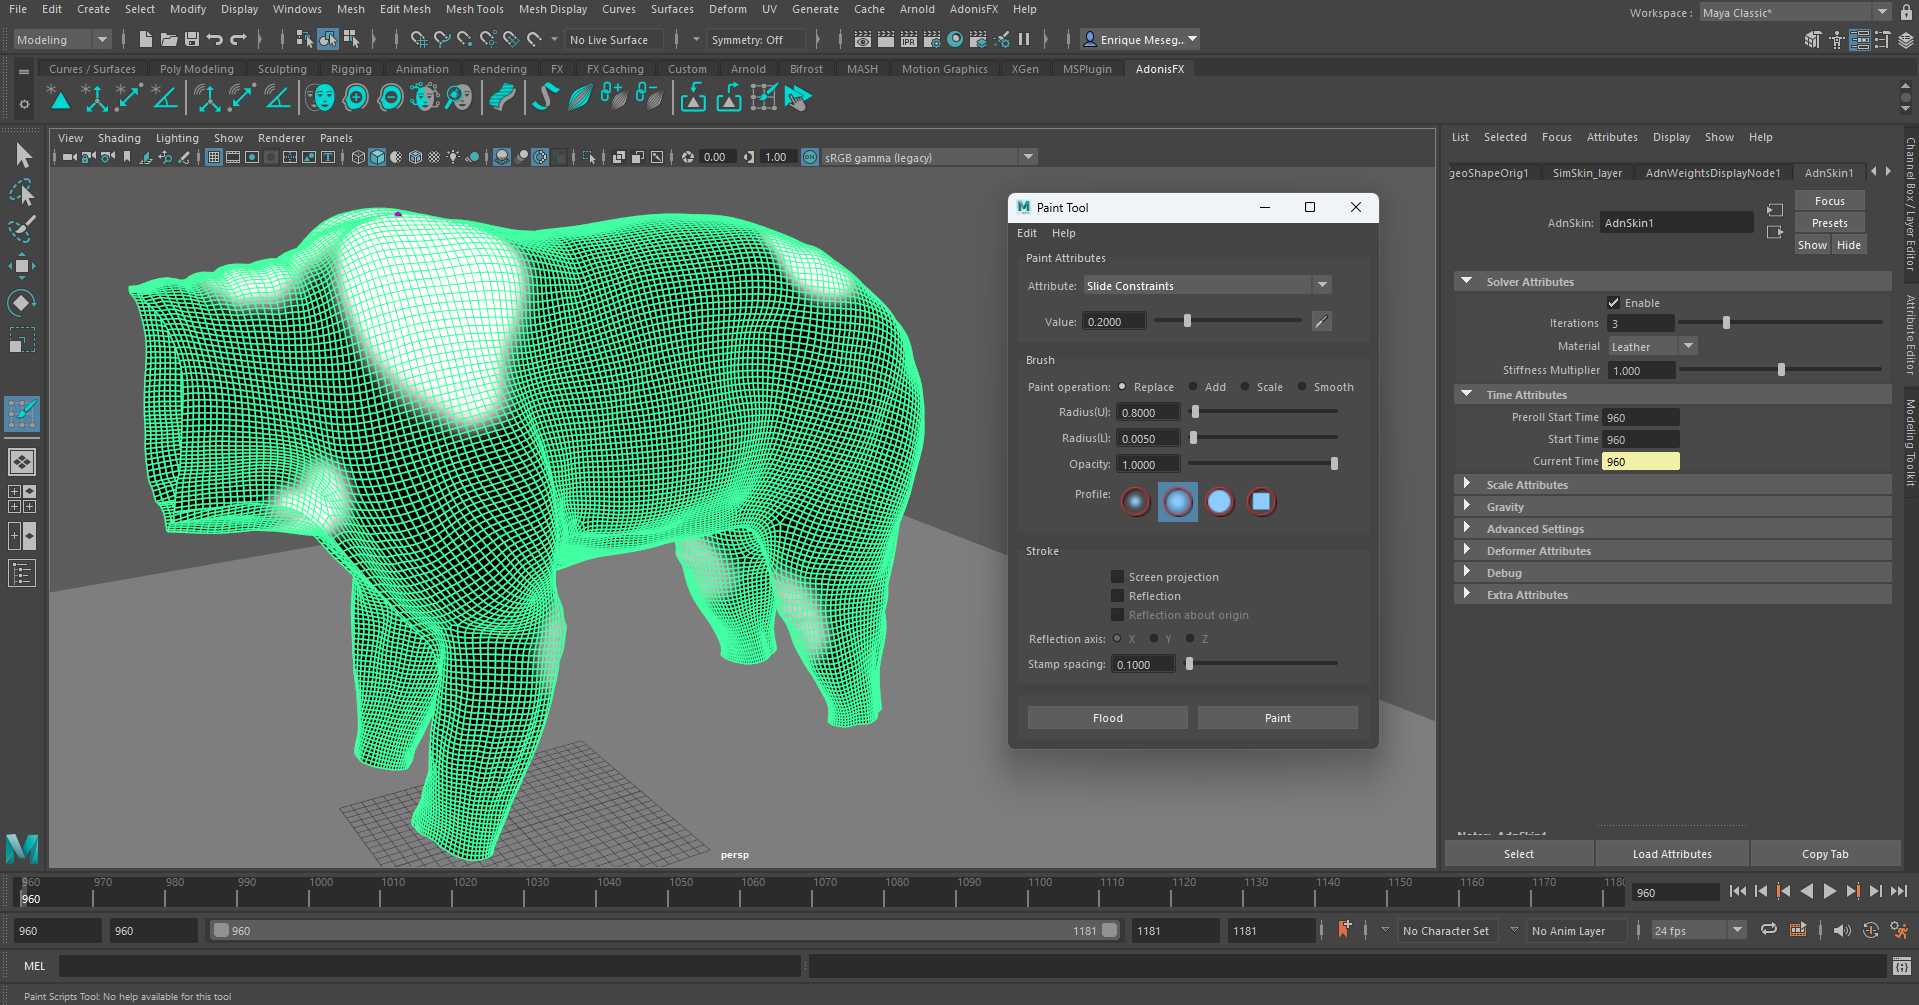 File Edit Create Select Modify Display Windows Mesh Edit Mesh Mesh Tools Mesh Display Curves Surfaces Deform UV Generate Cache Arnold AdonisFX Help
Workspace : Maya Classic*
Modeling No Live Surface Symmetry: Off IPR Enrique Meseg...
Curves / Surfaces Poly Modeling Sculpting Rigging Animation Rendering FX FX Caching Custom Arnold Bifrost MASH Motion Graphics XGen MSPlugin AdonisFX
View Shading Lighting Show Renderer Panels
0.00 1.00 ON sRGB gamma (legacy)
persp
Paint Tool
Edit Help
Paint Attributes
Attribute: Slide Constraints
Value: 0.2000
Brush
Paint operation: Replace Add Scale Smooth
Radius(U): 0.8000
Radius(L): 0.0050
Opacity: 1.0000
Profile:
Stroke
Screen projection
Reflection
Reflection about origin
Reflection axis: X Y Z
Stamp spacing: 0.1000
Flood Paint
List Selected Focus Attributes Display Show Help
geoShapeOrig1 SimSkin_layer AdnWeightsDisplayNode1 AdnSkin1
Focus
AdnSkin: AdnSkin1 Presets
Show Hide
Solver Attributes
Enable
Iterations 3
Material Leather
Stiffness Multiplier 1.000
Time Attributes
Preroll Start Time 960
Start Time 960
Current Time 960
Scale Attributes
Gravity
Advanced Settings
Deformer Attributes
Debug
Extra Attributes
Notes: AdnSkin1
Select Load Attributes Copy Tab
Channel Box / Layer Editor
Attribute Editor
Modeling Toolkit
960 970 980 990 1000 1010 1020 1030 1040 1050 1060 1070 1080 1090 1100 1110 1120 1130 1140 1150 1160 1170 1180
960 960
960 960 960 1181 1181 1181 No Character Set No Anim Layer 24 fps
MEL
Paint Scripts Tool: No help available for this tool